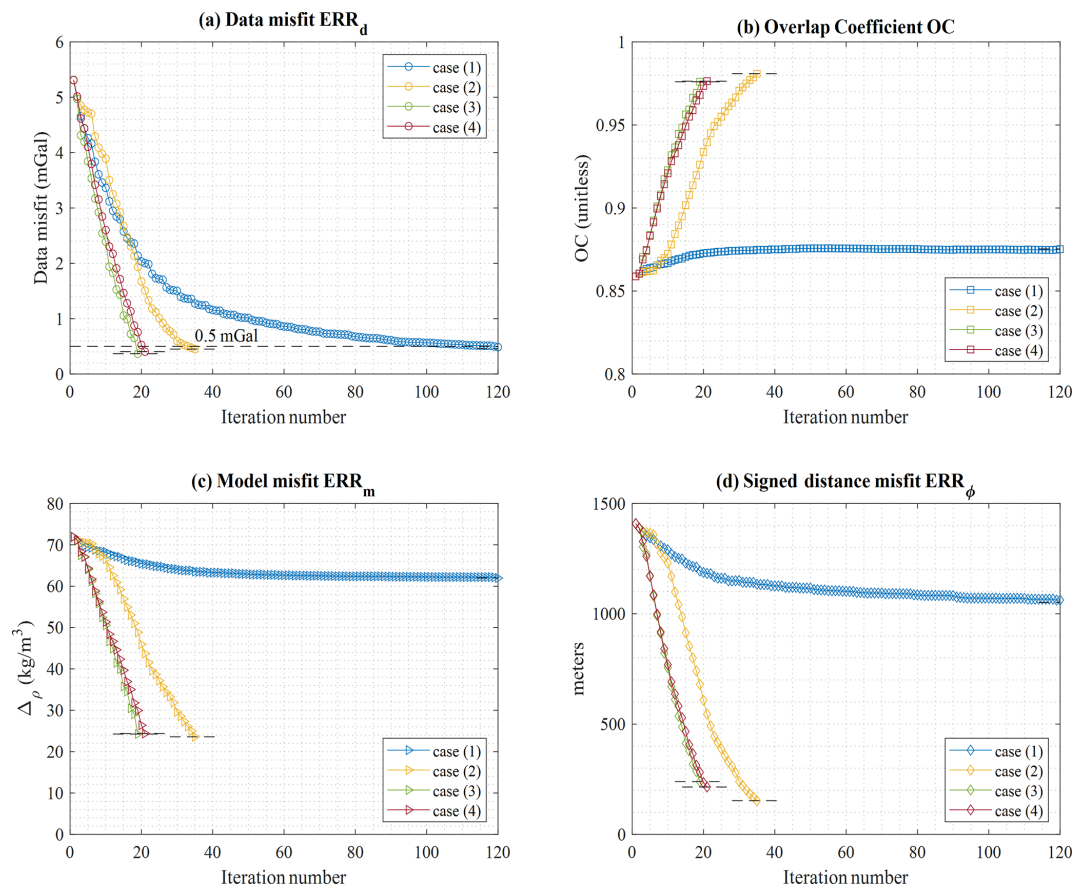 (a) Data misfit ERR_d
Data misfit (mGal)
6
5
4
3
2
1
0
case (1)
case (2)
case (3)
case (4)
0.5 mGal
0 20 40 60 80 100 120
Iteration number
(b) Overlap Coefficient OC
OC (unitless)
1
0.95
0.9
0.85
0.8
case (1)
case (2)
case (3)
case (4)
0 20 40 60 80 100 120
Iteration number
(c) Model misfit ERR_m
Δ_ρ (kg/m³)
80
70
60
50
40
30
20
10
0
case (1)
case (2)
case (3)
case (4)
0 20 40 60 80 100 120
Iteration number
(d) Signed distance misfit ERR_ϕ
meters
1500
1000
500
0
case (1)
case (2)
case (3)
case (4)
0 20 40 60 80 100 120
Iteration number